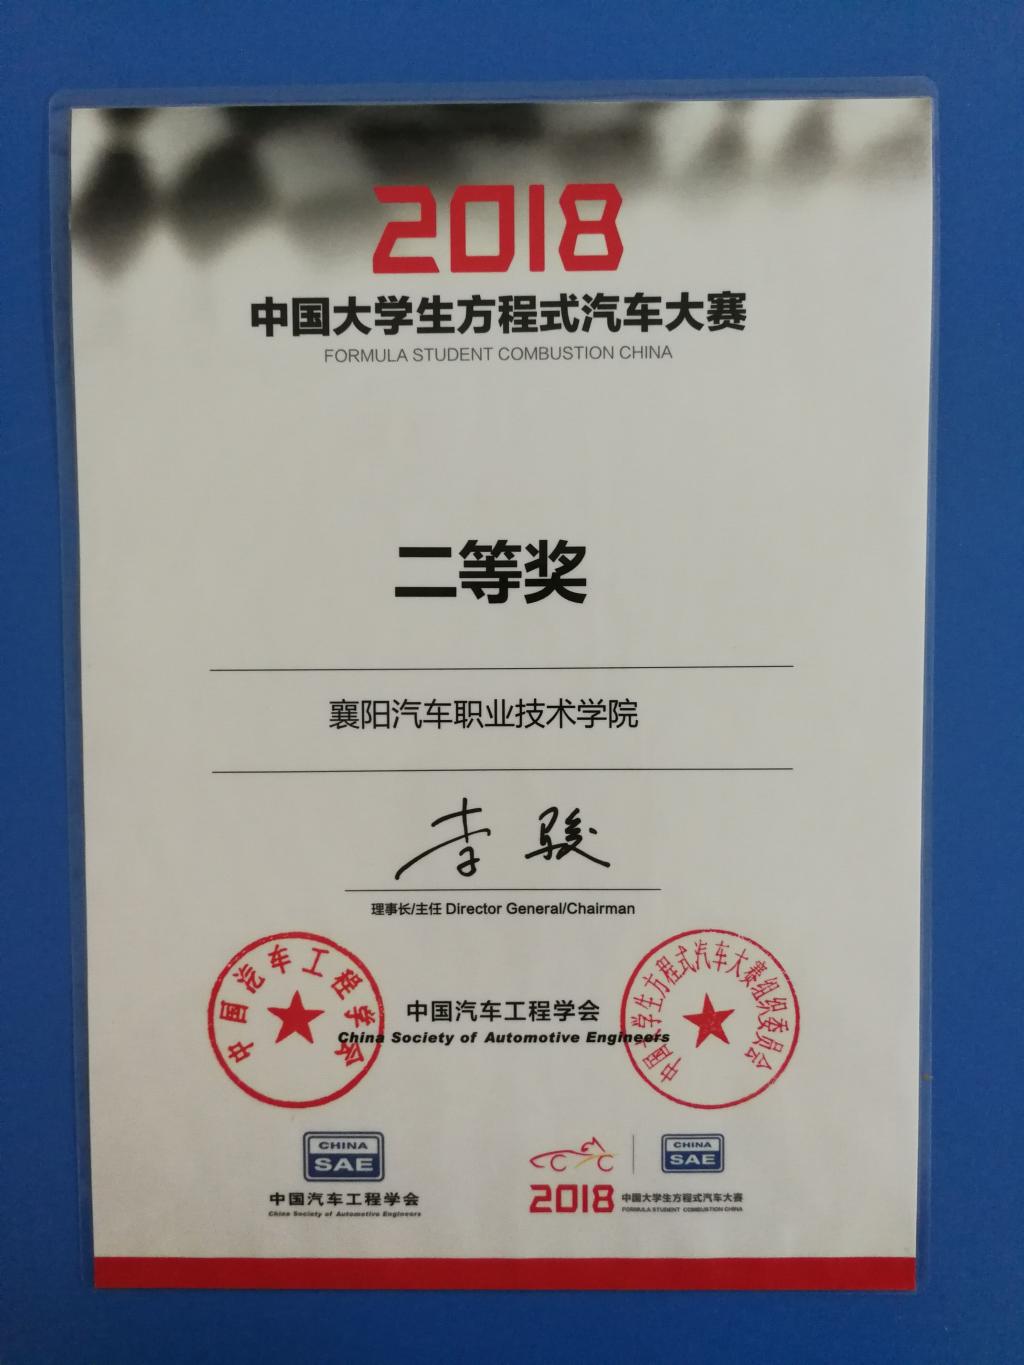 2018
中国大学生方程式汽车大赛
FORMULA STUDENT COMBUSTION CHINA
二等奖
襄阳汽车职业技术学院
李骏
理事长/主任 Director General/Chairman
中国汽车工程学会
中国大学生方程式汽车大赛组织委员会
中国汽车工程学会
China Society of Automotive Engineers
CHINA
SAE
中国汽车工程学会
China Society of Automotive Engineers
CHINA
SAE
2018 中国大学生方程式汽车大赛
FORMULA STUDENT COMBUSTION CHINA